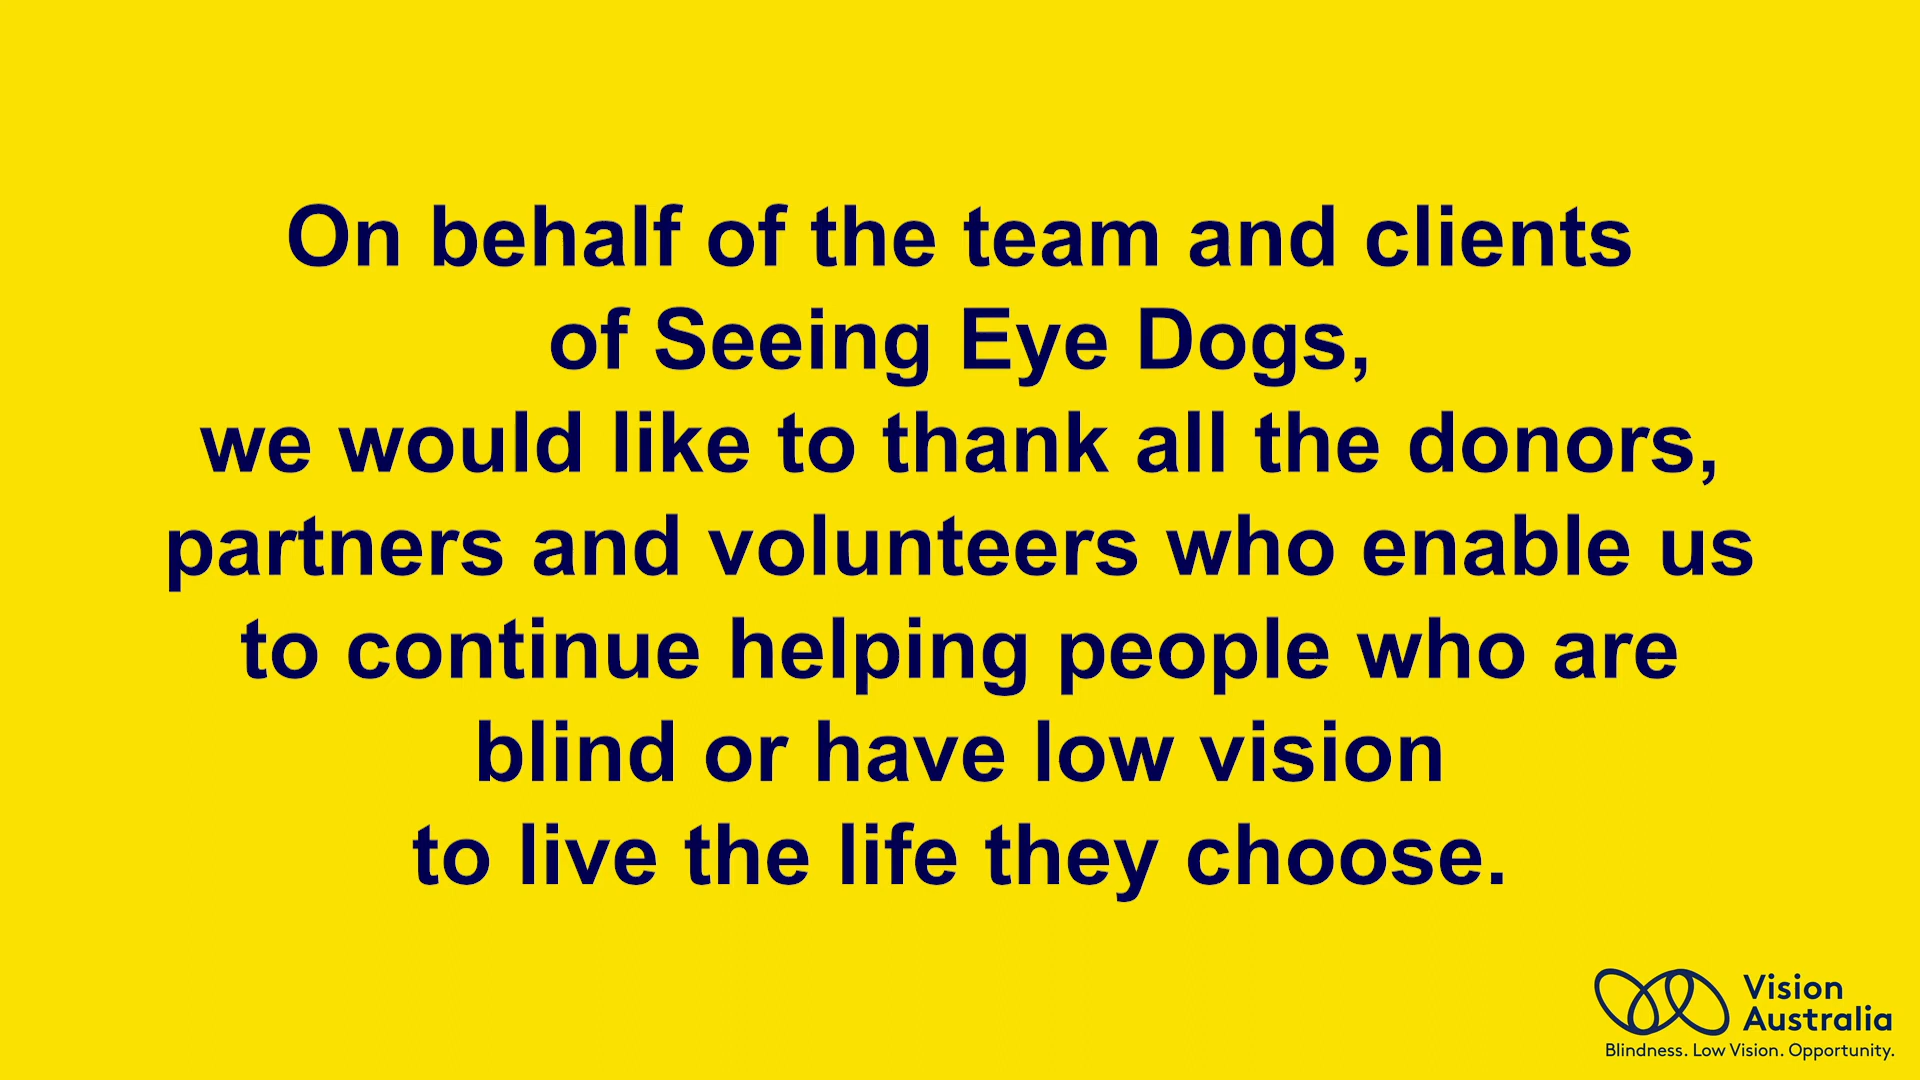 On behalf of the team and clients
of Seeing Eye Dogs,
we would like to thank all the donors,
partners and volunteers who enable us
to continue helping people who are
blind or have low vision
to live the life they choose.
Vision
Australia
Blindness. Low Vision. Opportunity.